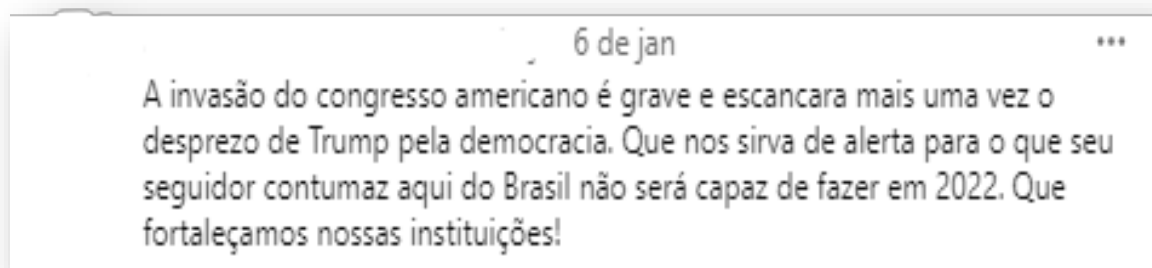 6 de jan
A invasão do congresso americano é grave e escancara mais uma vez o
desprezo de Trump pela democracia. Que nos sirva de alerta para o que seu
seguidor contumaz aqui do Brasil não será capaz de fazer em 2022. Que
fortaleçamos nossas instituições!